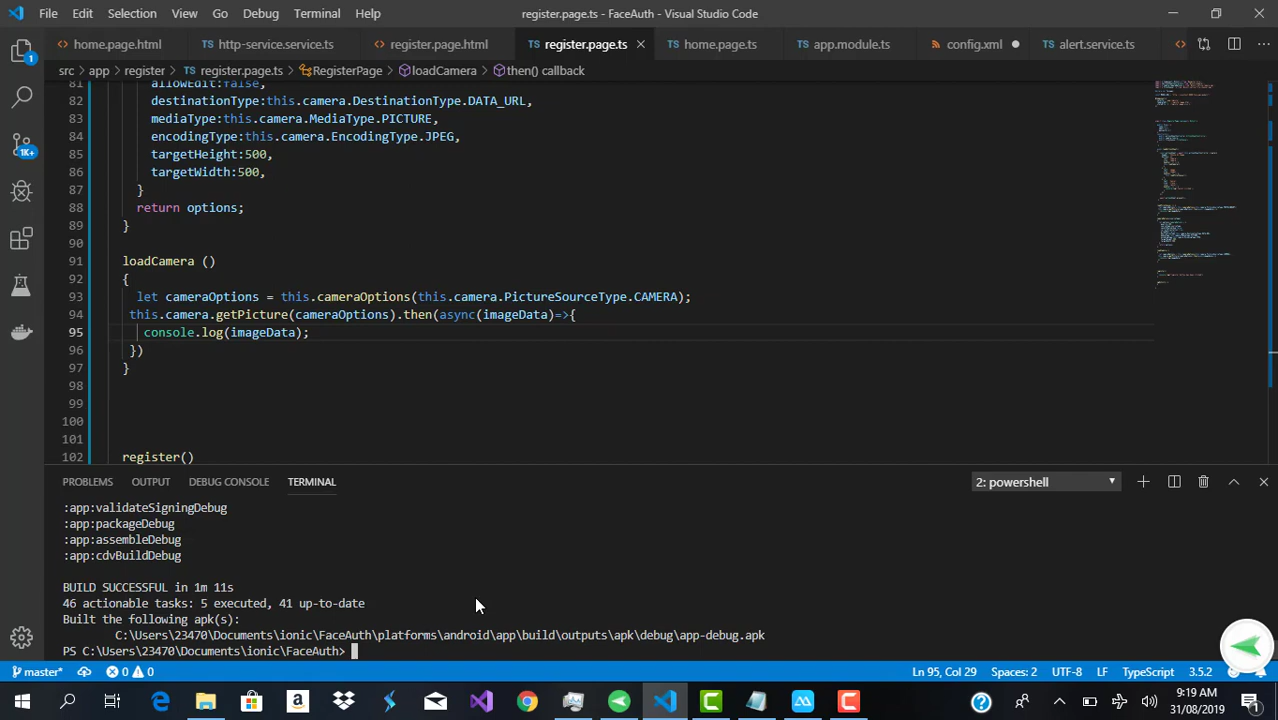 File Edit Selection View Go Debug Terminal Help register.page.ts - FaceAuth - Visual Studio Code
home.page.html http-service.service.ts register.page.html register.page.ts home.page.ts app.module.ts config.xml alert.service.ts
src app register register.page.ts RegisterPage loadCamera then() callback
81 allowEdit:false,
82 destinationType:this.camera.DestinationType.DATA_URL,
83 mediaType:this.camera.MediaType.PICTURE,
84 encodingType:this.camera.EncodingType.JPEG,
85 targetHeight:500,
86 targetWidth:500,
87 }
88 return options;
89 }
90
91 loadCamera ()
92 {
93 let cameraOptions = this.cameraOptions(this.camera.PictureSourceType.CAMERA);
94 this.camera.getPicture(cameraOptions).then(async(imageData)=>{
95 console.log(imageData);
96 })
97 }
98
99
100
101
102 register()
PROBLEMS OUTPUT DEBUG CONSOLE TERMINAL 2: powershell
:app:validateSigningDebug
:app:packageDebug
:app:assembleDebug
:app:cdvBuildDebug
BUILD SUCCESSFUL in 1m 11s
46 actionable tasks: 5 executed, 41 up-to-date
Built the following apk(s):
C:\Users\23470\Documents\ionic\FaceAuth\platforms\android\app\build\outputs\apk\debug\app-debug.apk
PS C:\Users\23470\Documents\ionic\FaceAuth>
master* 0 0 Ln 95, Col 29 Spaces: 2 UTF-8 LF TypeScript 3.5.2
1
1K+
9:19 AM
31/08/2019
1